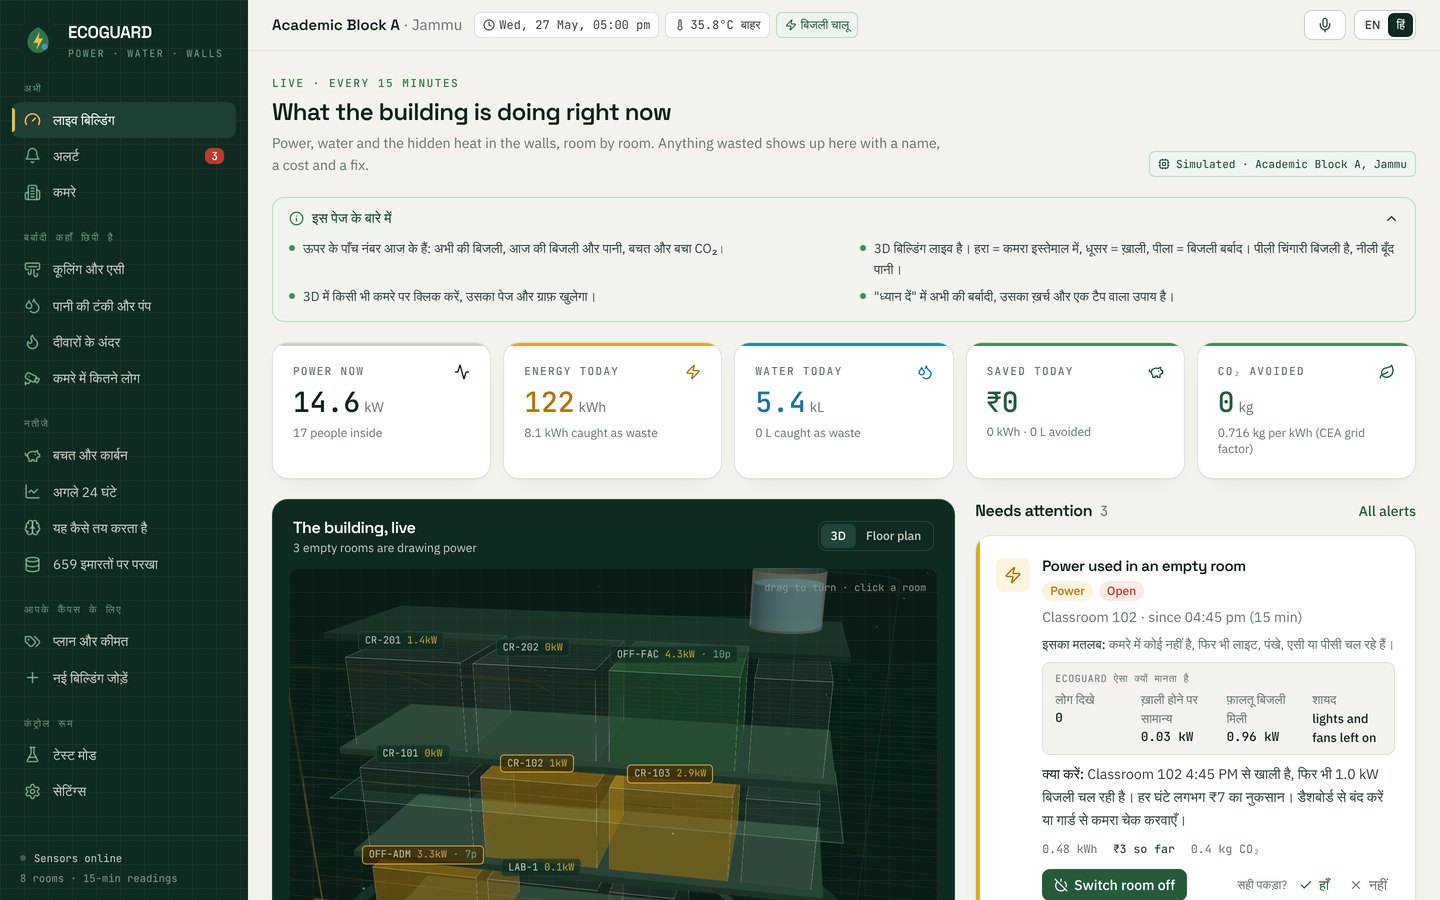 ECOGUARD
POWER · WATER · WALLS
अभी
लाइव बिल्डिंग
अलर्ट 3
कमरे
बर्बादी कहाँ छिपी है
कूलिंग और एसी
पानी की टंकी और पंप
दीवारों के अंदर
कमरे में कितने लोग
नतीजे
बचत और कार्बन
अगले 24 घंटे
यह कैसे तय करता है
659 इमारतों पर परखा
आपके कैंपस के लिए
प्लान और कीमत
नई बिल्डिंग जोड़ें
कंट्रोल रूम
टेस्ट मोड
सेटिंग्स
Sensors online
8 rooms · 15-min readings
Academic Block A · Jammu
Wed, 27 May, 05:00 pm
35.8°C बाहर
बिजली चालू
EN हिं
LIVE · EVERY 15 MINUTES
What the building is doing right now
Power, water and the hidden heat in the walls, room by room. Anything wasted shows up here with a name,
a cost and a fix.
Simulated · Academic Block A, Jammu
इस पेज के बारे में
ऊपर के पाँच नंबर आज के हैं: अभी की बिजली, आज की बिजली और पानी, बचत और बचा CO₂।
3D बिल्डिंग लाइव है। हरा = कमरा इस्तेमाल में, धूसर = ख़ाली, पीला = बिजली बर्बाद। पीली चिंगारी बिजली है, नीली बूँद
पानी।
3D में किसी भी कमरे पर क्लिक करें, उसका पेज और ग्राफ़ खुलेगा।
"ध्यान दें" में अभी की बर्बादी, उसका ख़र्च और एक टैप वाला उपाय है।
POWER NOW
14.6 kW
17 people inside
ENERGY TODAY
122 kWh
8.1 kWh caught as waste
WATER TODAY
5.4 kL
0 L caught as waste
SAVED TODAY
₹0
0 kWh · 0 L avoided
CO₂ AVOIDED
0 kg
0.716 kg per kWh (CEA grid
factor)
The building, live
3 empty rooms are drawing power
3D Floor plan
drag to turn · click a room
CR-201 1.4kW
CR-202 0kW
OFF-FAC 4.3kW · 10p
CR-101 0kW
CR-102 1kW
CR-103 2.9kW
OFF-ADM 3.3kW · 7p
LAB-1 0.1kW
Needs attention 3
All alerts
Power used in an empty room
Power Open
Classroom 102 · since 04:45 pm (15 min)
इसका मतलब: कमरे में कोई नहीं है, फिर भी लाइट, पंखे, एसी या पीसी चल रहे हैं।
ECOGUARD ऐसा क्यों मानता है
लोग दिखे
0
ख़ाली होने पर
सामान्य
0.03 kW
फ़ालतू बिजली
मिली
0.96 kW
शायद
lights and
fans left on
क्या करें: Classroom 102 4:45 PM से खाली है, फिर भी 1.0 kW
बिजली चल रही है। हर घंटे लगभग ₹7 का नुकसान। डैशबोर्ड से बंद करें
या गार्ड से कमरा चेक करवाएँ।
0.48 kWh ₹3 so far 0.4 kg CO₂
Switch room off
सही पकड़ा? हाँ नहीं